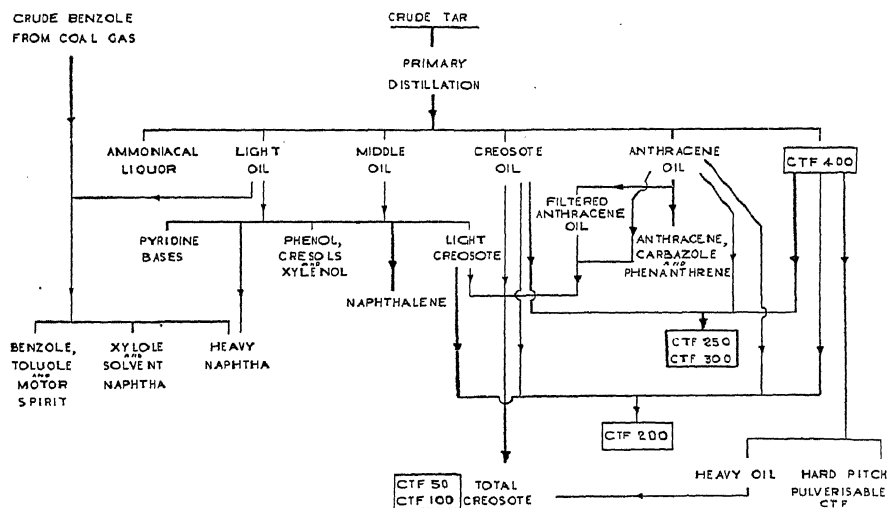 CRUDE BENZOLE
FROM COAL GAS
CRUDE TAR
PRIMARY
DISTILLATION
AMMONIACAL
LIQUOR
LIGHT
OIL
MIDDLE
OIL
CREOSOTE
OIL
ANTHRACENE
OIL
CTF 400
PYRIDINE
BASES
PHENOL,
CRESOLS
AND
XYLENOL
NAPHTHALENE
LIGHT
CREOSOTE
FILTERED
ANTHRACENE
OIL
ANTHRACENE,
CARBAZOLE
AND
PHENANTHRENE
BENZOLE,
TOLUOLE
AND
MOTOR
SPIRIT
XYLOLE
AND
SOLVENT
NAPHTHA
HEAVY
NAPHTHA
CTF 250
CTF 300
CTF 200
CTF 50
CTF 100
TOTAL
CREOSOTE
HEAVY OIL
HARD PITCH
PULVERISABLE
CTF